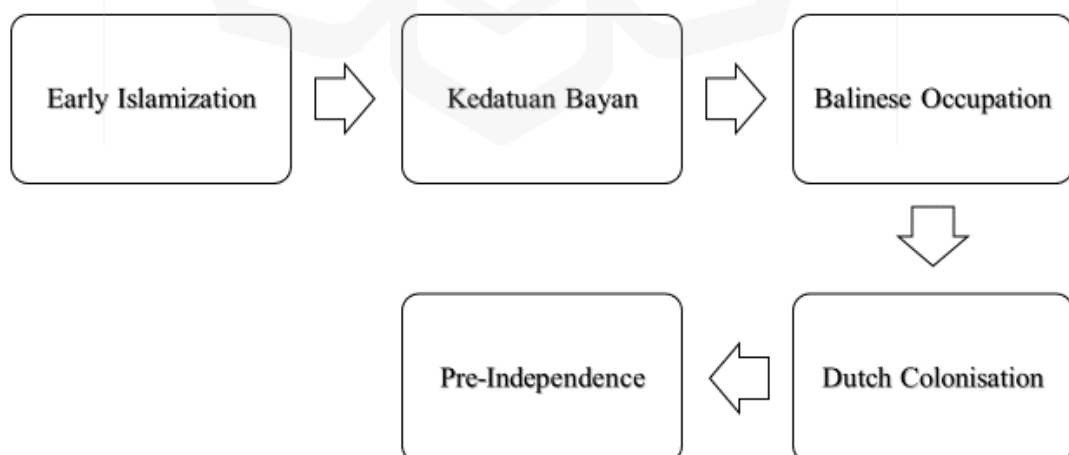 Early Islamization
Kedatuan Bayan
Balinese Occupation
Dutch Colonisation
Pre-Independence